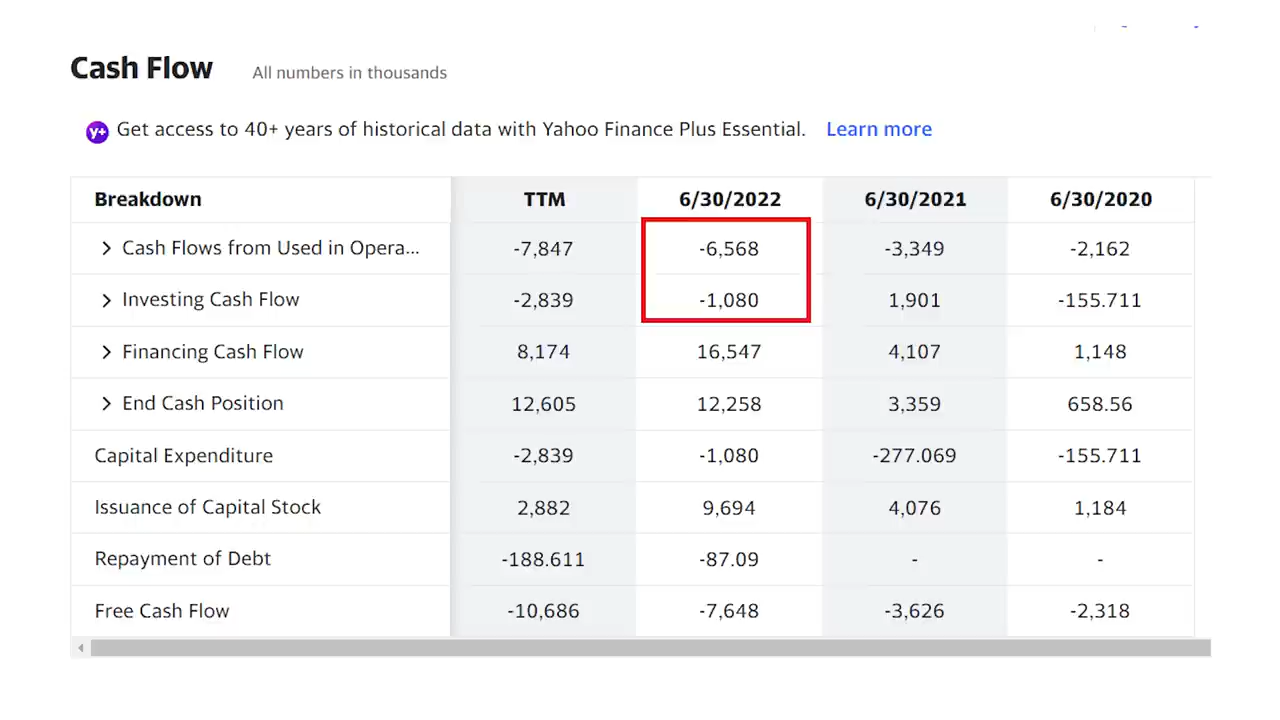 Cash Flow All numbers in thousands
y+ Get access to 40+ years of historical data with Yahoo Finance Plus Essential. Learn more
Breakdown TTM 6/30/2022 6/30/2021 6/30/2020
Cash Flows from Used in Opera... -7,847 -6,568 -3,349 -2,162
Investing Cash Flow -2,839 -1,080 1,901 -155.711
Financing Cash Flow 8,174 16,547 4,107 1,148
End Cash Position 12,605 12,258 3,359 658.56
Capital Expenditure -2,839 -1,080 -277.069 -155.711
Issuance of Capital Stock 2,882 9,694 4,076 1,184
Repayment of Debt -188.611 -87.09 - -
Free Cash Flow -10,686 -7,648 -3,626 -2,318